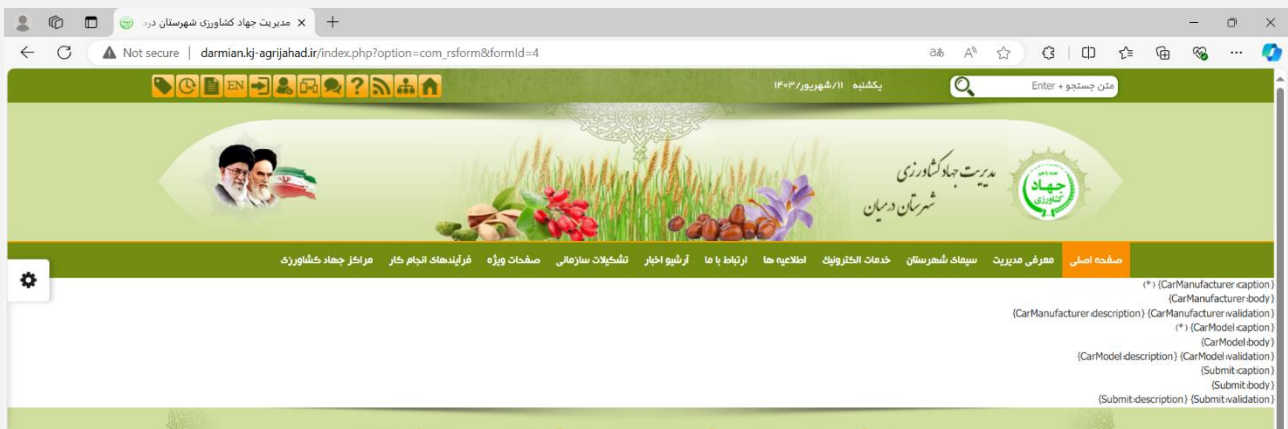 مدیریت جهاد کشاورزی شهرستان درم
Not secure | darmian.kj-agrijahad.ir/index.php?option=com_rsform&formId=4
متن جستجو + Enter
یکشنبه ۱۱/شهریور/۱۴۰۳
EN
مدیریت جهاد کشاورزی
شهرستان درمیان
همه با هم
جهاد
کشاورزی
صفحه اصلی معرفی مدیریت سیمای شهرستان خدمات الکترونیک اطلاعیه ها ارتباط با ما آرشیو اخبار تشکیلات سازمانی صفحات ویژه فرآیندهای انجام کار مراکز جهاد کشاورزی
{CarManufacturer:caption} (*)
{CarManufacturer:body}
{CarManufacturer:description} {CarManufacturer:validation}
{CarModel:caption} (*)
{CarModel:body}
{CarModel:description} {CarModel:validation}
{Submit:caption}
{Submit:body}
{Submit:description} {Submit:validation}